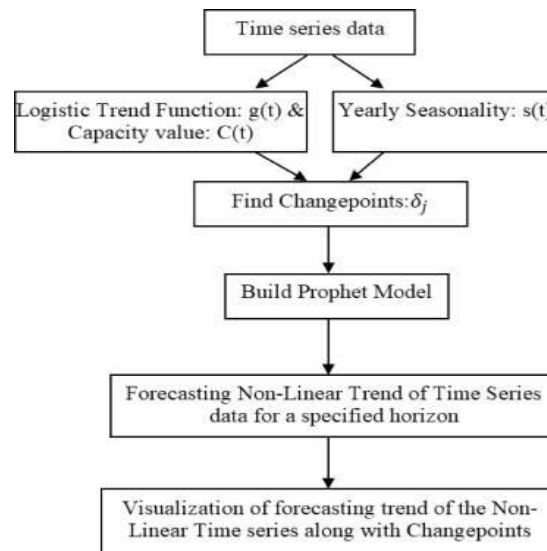 Time series data
Logistic Trend Function: g(t) &
Capacity value: C(t)
Yearly Seasonality: s(t)
Find Changepoints:δⱼ
Build Prophet Model
Forecasting Non-Linear Trend of Time Series
data for a specified horizon
Visualization of forecasting trend of the Non-
Linear Time series along with Changepoints